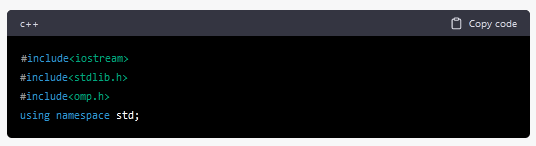 c++
Copy code
#include<iostream>
#include<stdlib.h>
#include<omp.h>
using namespace std;